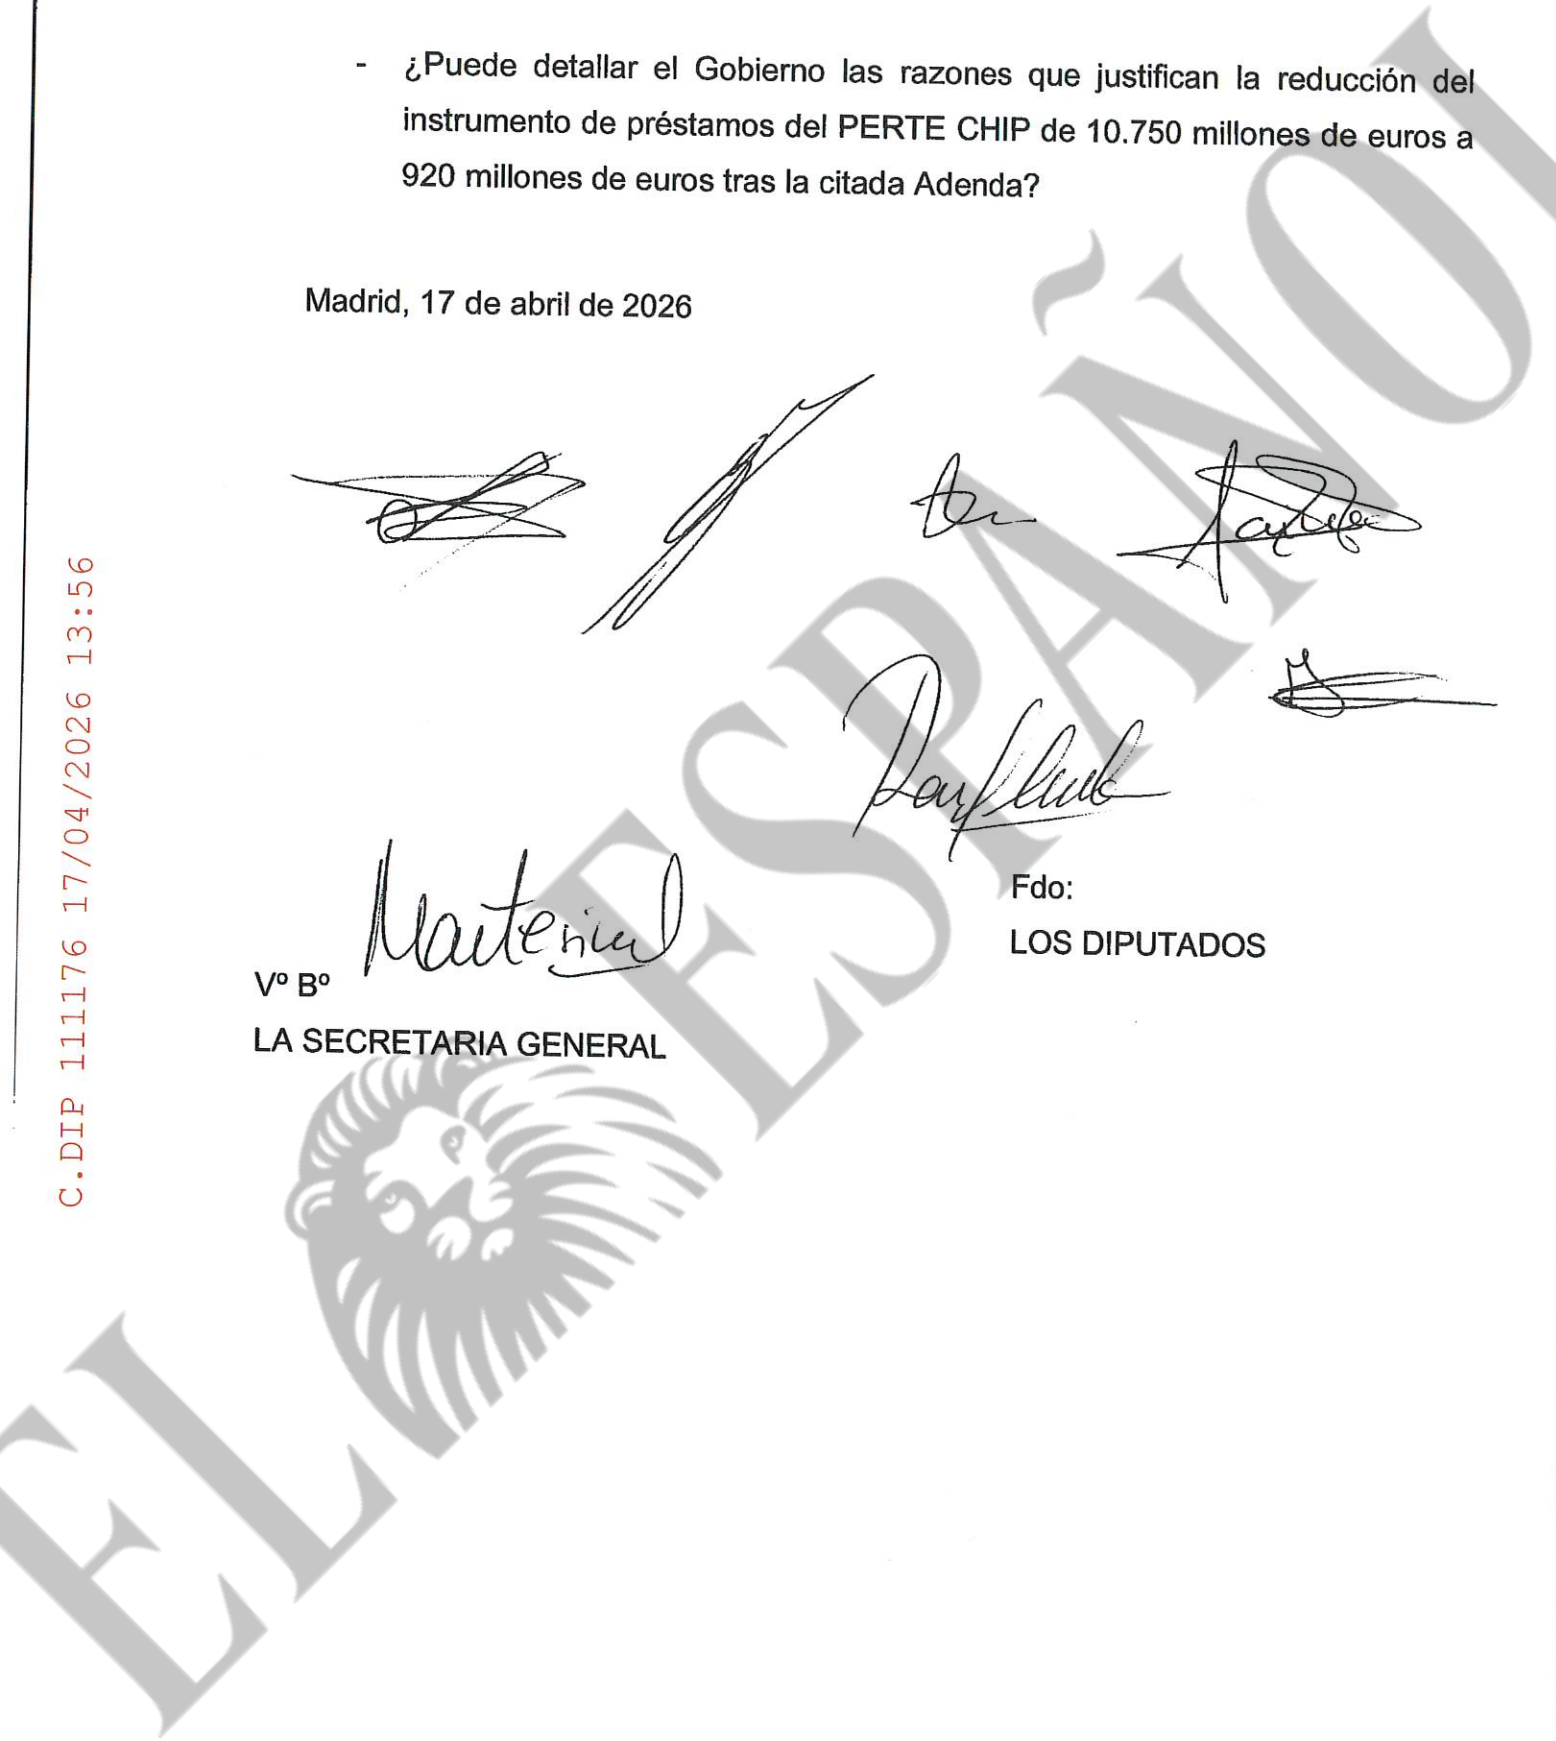 - ¿Puede detallar el Gobierno las razones que justifican la reducción del
instrumento de préstamos del PERTE CHIP de 10.750 millones de euros a
920 millones de euros tras la citada Adenda?
Madrid, 17 de abril de 2026
Fdo:
LOS DIPUTADOS
Vº Bº
LA SECRETARIA GENERAL
C.DIP 111176 17/04/2026 13:56
EL ESPAÑOL